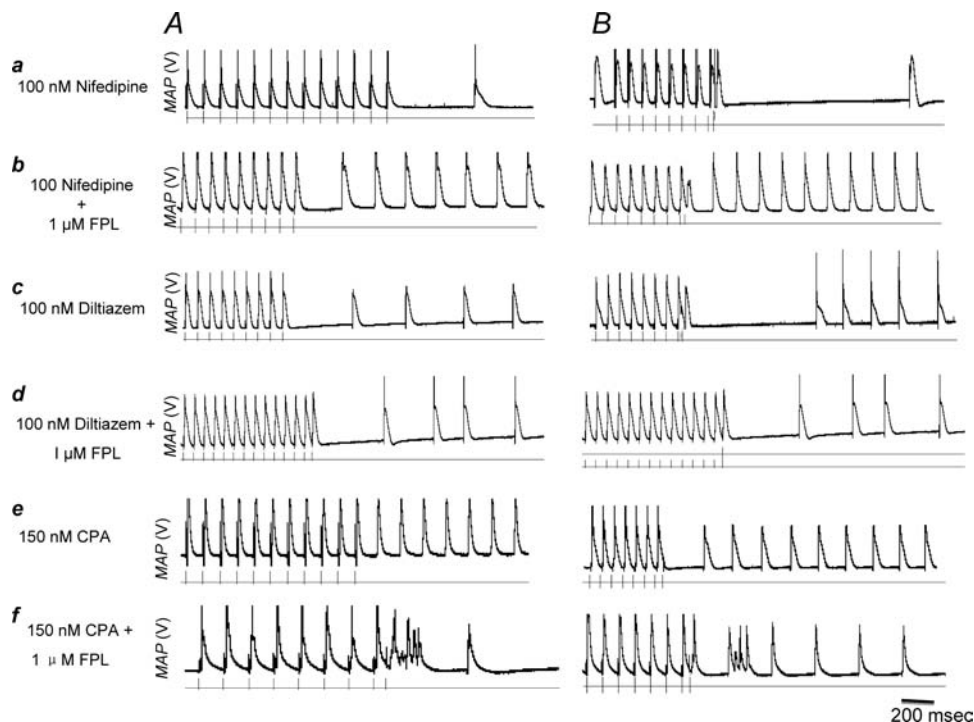 A
B
a
100 nM Nifedipine
MAP (V)
b
100 Nifedipine
+
1 µM FPL
MAP (V)
c
100 nM Diltiazem
MAP (V)
d
100 nM Diltiazem +
I µM FPL
MAP (V)
e
150 nM CPA
MAP (V)
f
150 nM CPA +
1 µ M FPL
MAP (V)
200 msec